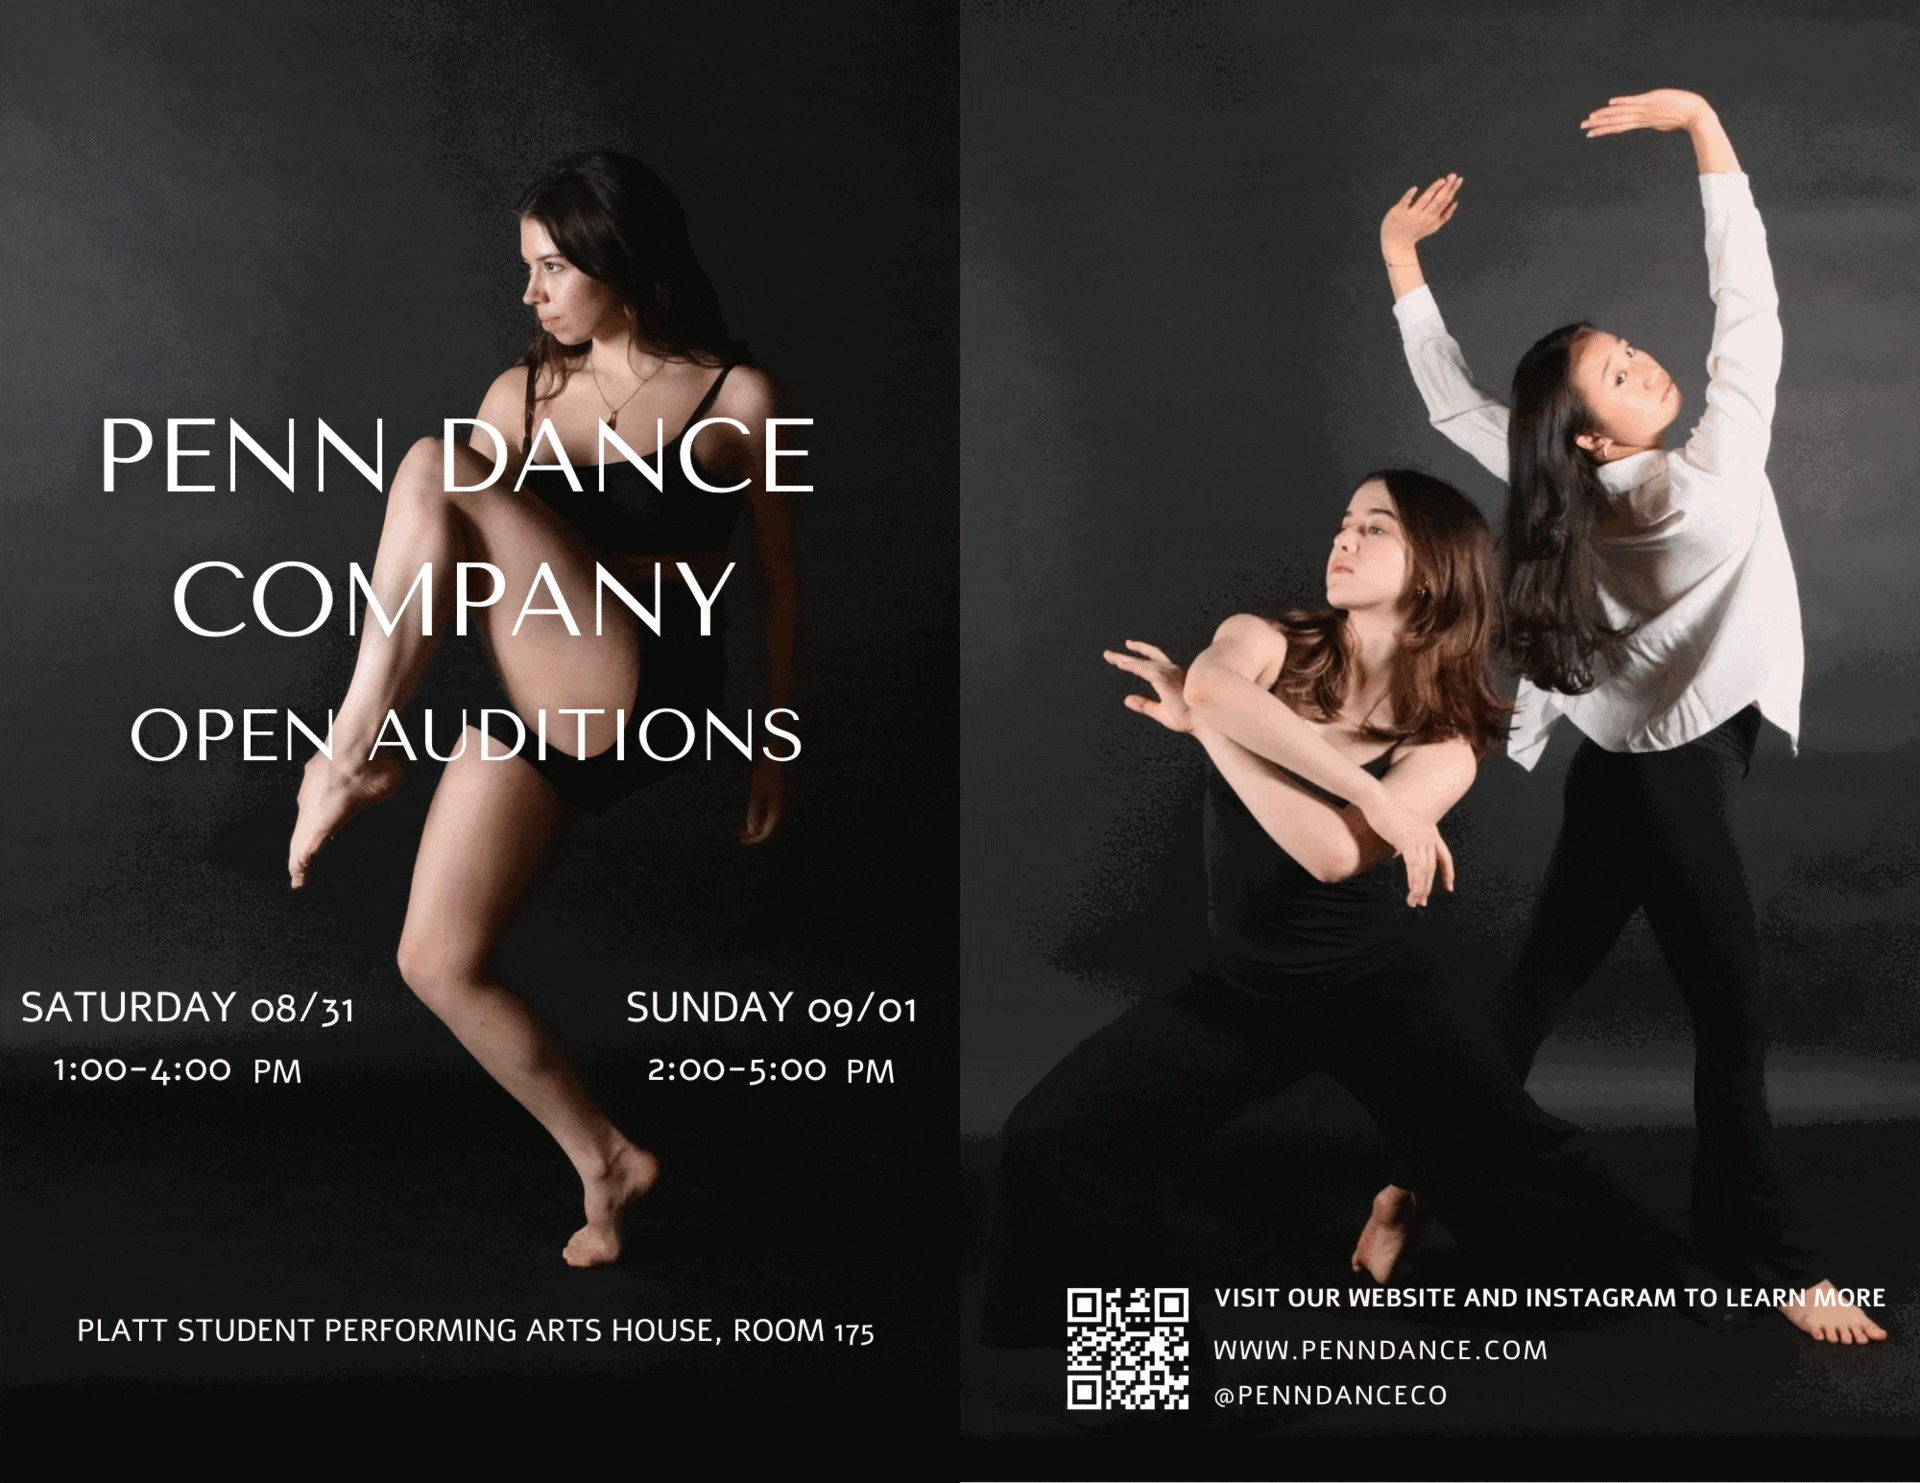 PENN DANCE
COMPANY
OPEN AUDITIONS
SATURDAY 08/31
1:00-4:00 PM
SUNDAY 09/01
2:00-5:00 PM
PLATT STUDENT PERFORMING ARTS HOUSE, ROOM 175
VISIT OUR WEBSITE AND INSTAGRAM TO LEARN MORE
WWW.PENNDANCE.COM
@PENNDANCECO